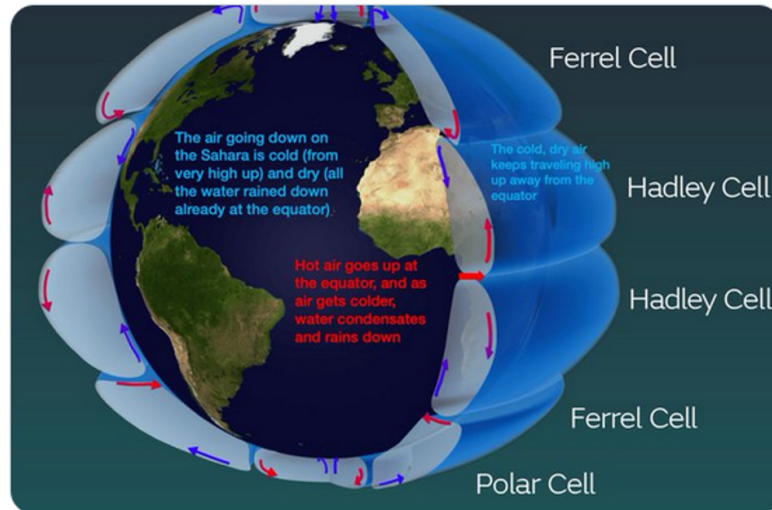 Ferrel Cell
The air going down on
the Sahara is cold (from
very high up) and dry (all
the water rained down
already at the equator)
The cold, dry air
keeps traveling high
up away from the
equator
Hadley Cell
Hot air goes up at
the equator, and as
air gets colder,
water condensates
and rains down
Hadley Cell
Ferrel Cell
Polar Cell